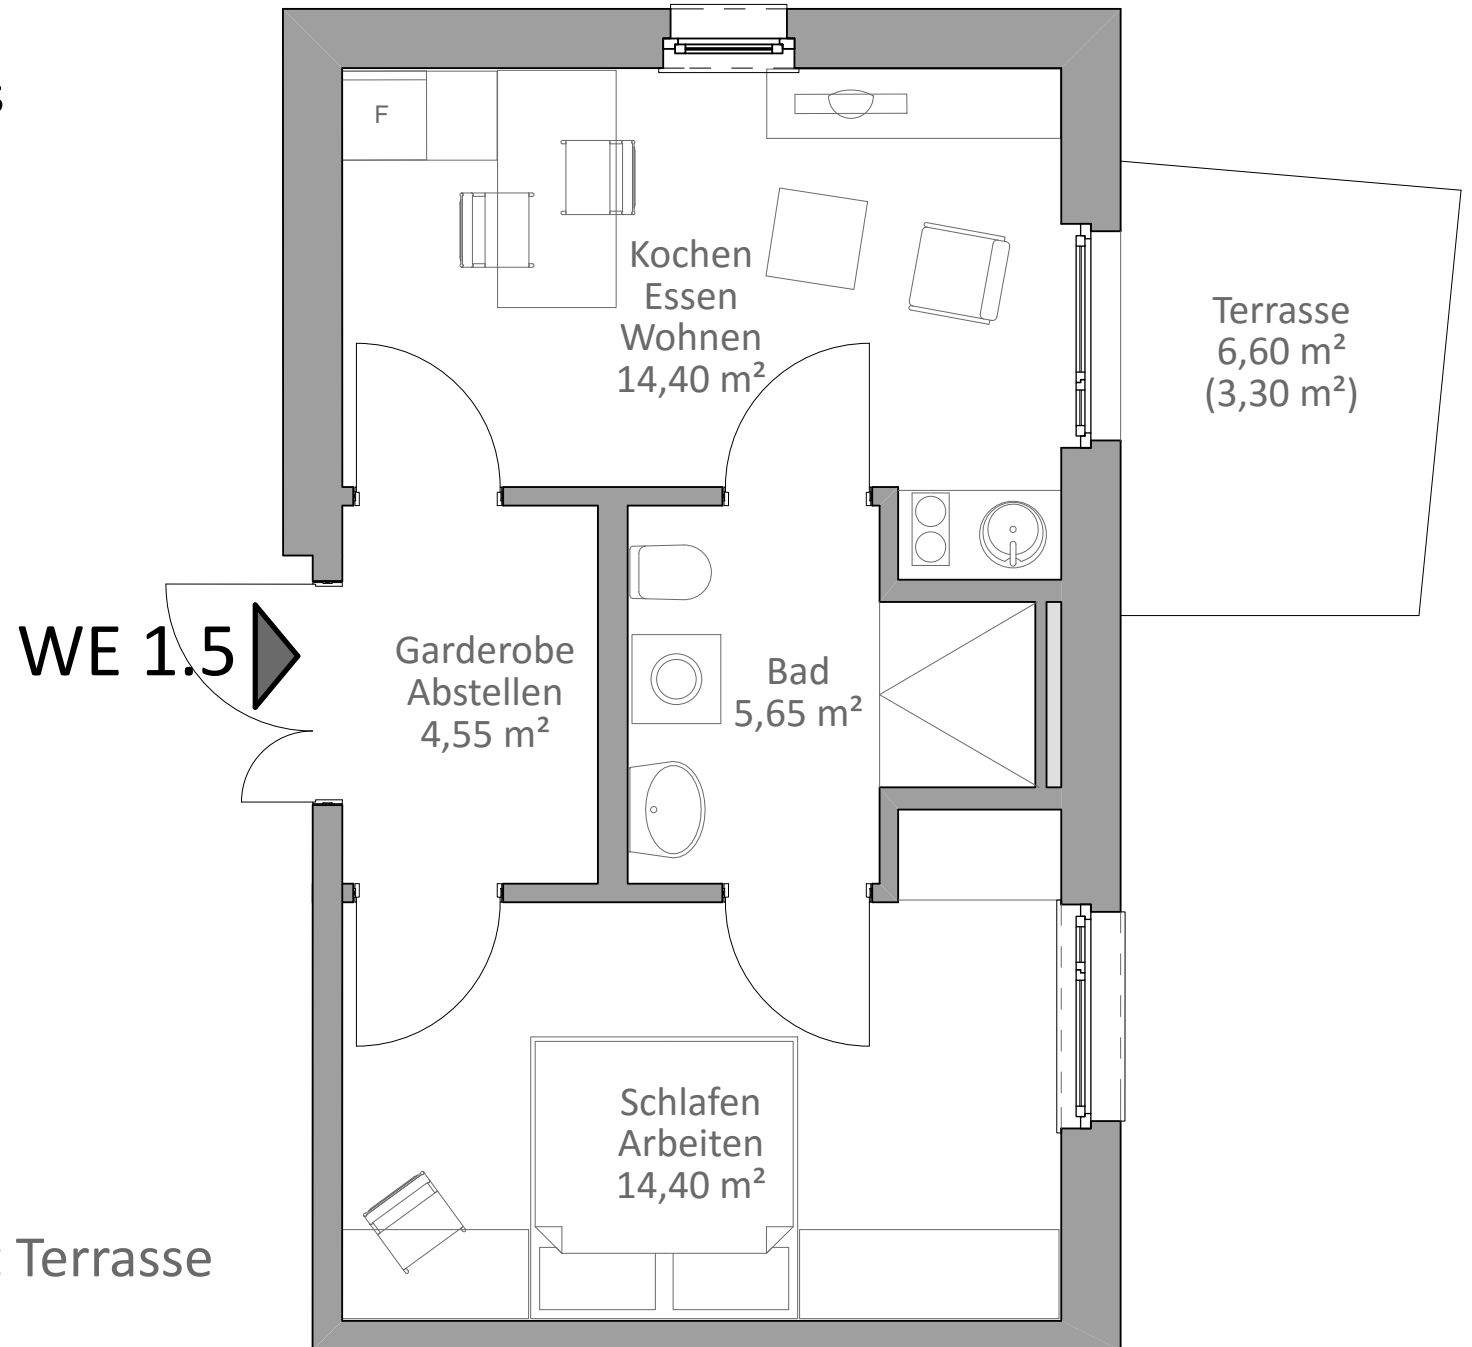 s
F
Kochen
Essen
Wohnen
14,40 m²
Terrasse
6,60 m²
(3,30 m²)
WE 1.5
Garderobe
Abstellen
4,55 m²
Bad
5,65 m²
Schlafen
Arbeiten
14,40 m²
t Terrasse